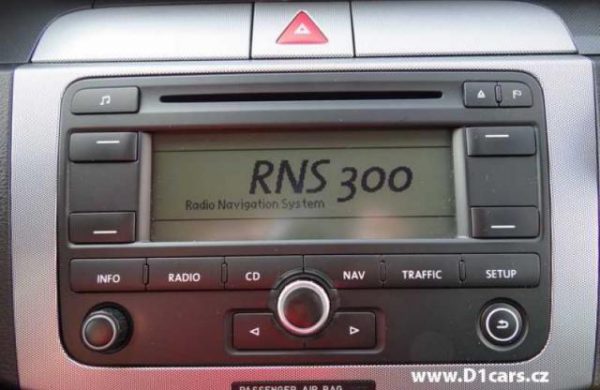 RNS 300
Radio Navigation System
INFO RADIO CD NAV TRAFFIC SETUP
PASSENGER AIR BAG
www.D1cars.cz